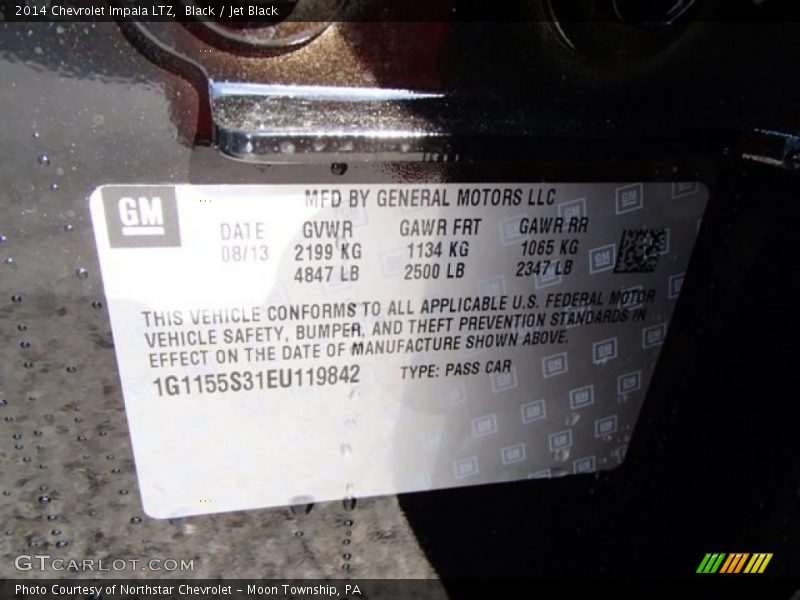 2014 Chevrolet Impala LTZ,  Black / Jet Black
GM
MFD BY GENERAL MOTORS LLC
DATE GVWR GAWR FRT GAWR RR
08/13 2199 KG 1134 KG 1065 KG
4847 LB 2500 LB 2347 LB
THIS VEHICLE CONFORMS TO ALL APPLICABLE U.S. FEDERAL MOTOR
VEHICLE SAFETY, BUMPER, AND THEFT PREVENTION STANDARDS IN
EFFECT ON THE DATE OF MANUFACTURE SHOWN ABOVE.
1G1155S31EU119842 TYPE: PASS CAR
GTCARLOT.COM
Photo Courtesy of Northstar Chevrolet - Moon Township, PA